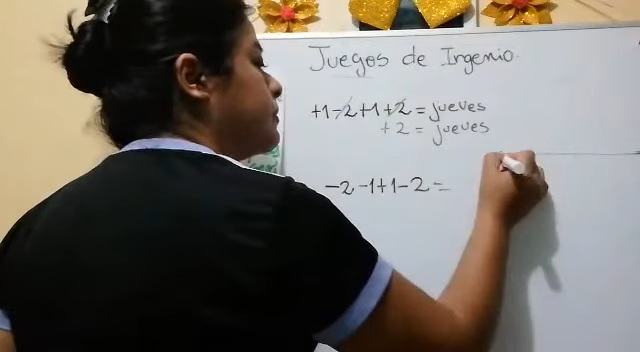 Juegos de Ingenio.
+1-2+1+2 = jueves
+2 = jueves
-2-1+1-2 =